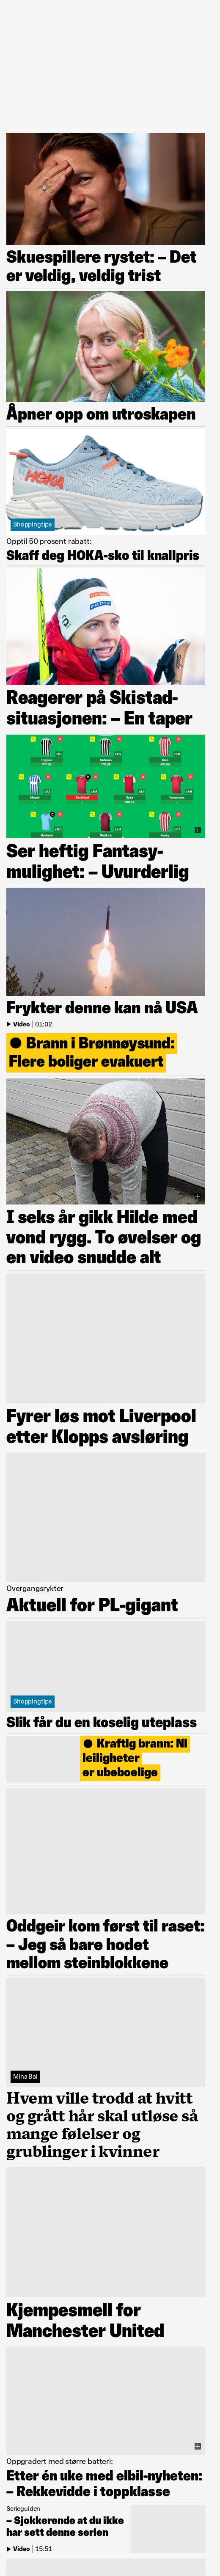 Skuespillere rystet: – Det
er veldig, veldig trist
Åpner opp om utroskapen
HOKA
Shoppingtips
Opptil 50 prosent rabatt:
Skaff deg HOKA-sko til knallpris
Reagerer på Skistad-
situasjonen: – En taper
Ser heftig Fantasy-
mulighet: – Uvurderlig
Frykter denne kan nå USA
Video | 01:02
Brann i Brønnøysund:
Flere boliger evakuert
I seks år gikk Hilde med
vond rygg. To øvelser og
en video snudde alt
Fyrer løs mot Liverpool
etter Klopps avsløring
Overgangsrykter
Aktuell for PL-gigant
Shoppingtips
Slik får du en koselig uteplass
Kraftig brann: Ni
leiligheter
er ubeboelige
Oddgeir kom først til raset:
– Jeg så bare hodet
mellom steinblokkene
Mina Bai
Hvem ville trodd at hvitt
og grått hår skal utløse så
mange følelser og
grublinger i kvinner
Kjempesmell for
Manchester United
Oppgradert med større batteri:
Etter én uke med elbil-nyheten:
– Rekkevidde i toppklasse
Serieguiden
– Sjokkerende at du ikke
har sett denne serien
Video | 15:51